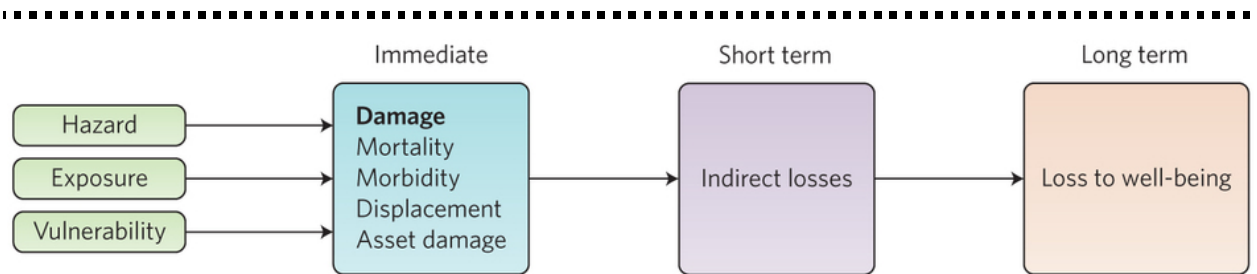 Immediate
Short term
Long term
Hazard
Exposure
Vulnerability
Damage
Mortality
Morbidity
Displacement
Asset damage
Indirect losses
Loss to well-being